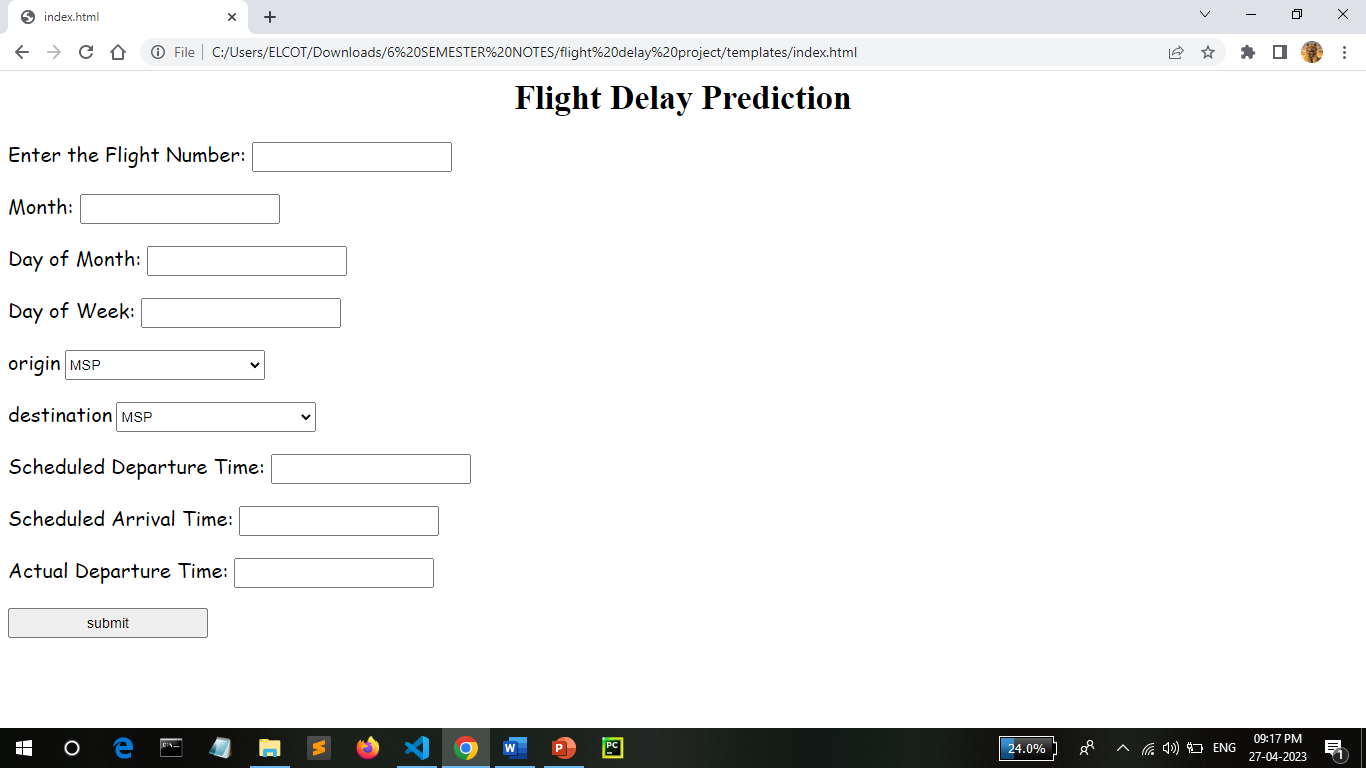 index.html
File C:/Users/ELCOT/Downloads/6%20SEMESTER%20NOTES/flight%20delay%20project/templates/index.html
Flight Delay Prediction
Enter the Flight Number:
Month:
Day of Month:
Day of Week:
origin MSP
destination MSP
Scheduled Departure Time:
Scheduled Arrival Time:
Actual Departure Time:
submit
24.0% ENG 09:17 PM
27-04-2023 1